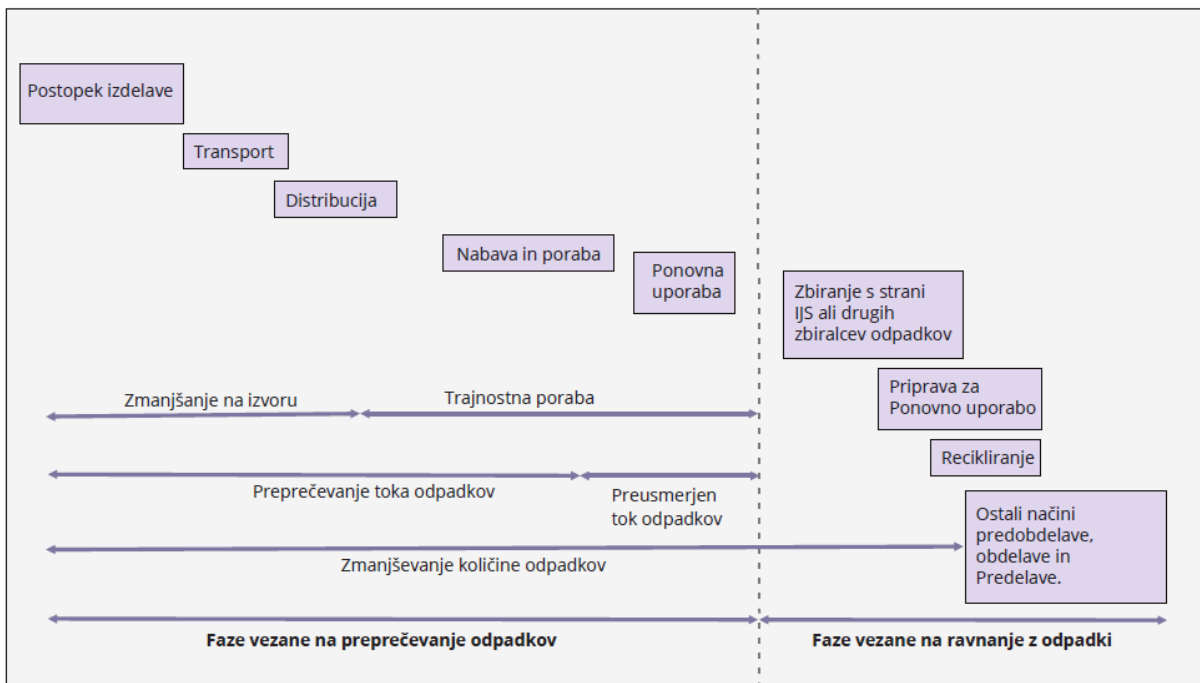 Postopek izdelave
Transport
Distribucija
Nabava in poraba
Ponovna
uporaba
Zbiranje s strani
IJS ali drugih
zbiralcev odpadkov
Priprava za
Ponovno uporabo
Recikliranje
Ostali načini
predobdelave,
obdelave in
Predelave.
Zmanjšanje na izvoru
Trajnostna poraba
Preprečevanje toka odpadkov
Preusmerjen
tok odpadkov
Zmanjševanje količine odpadkov
Faze vezane na preprečevanje odpadkov
Faze vezane na ravnanje z odpadki